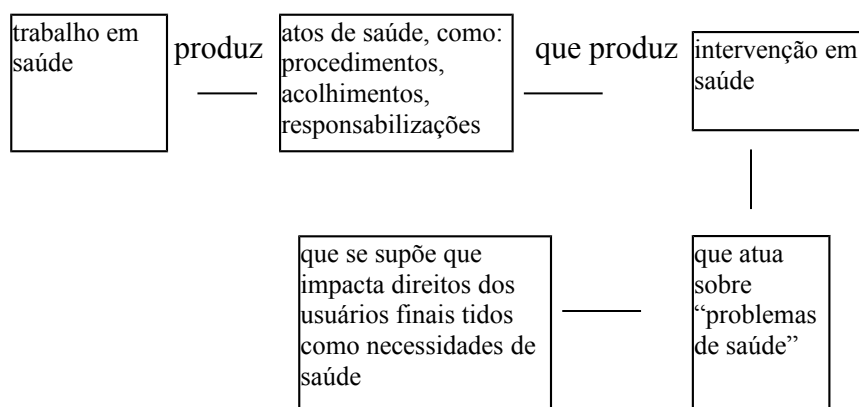 trabalho em
saúde
produz
atos de saúde, como:
procedimentos,
acolhimentos,
responsabilizações
que produz
intervenção em
saúde
que atua
sobre
“problemas
de saúde”
que se supõe que
impacta direitos dos
usuários finais tidos
como necessidades de
saúde